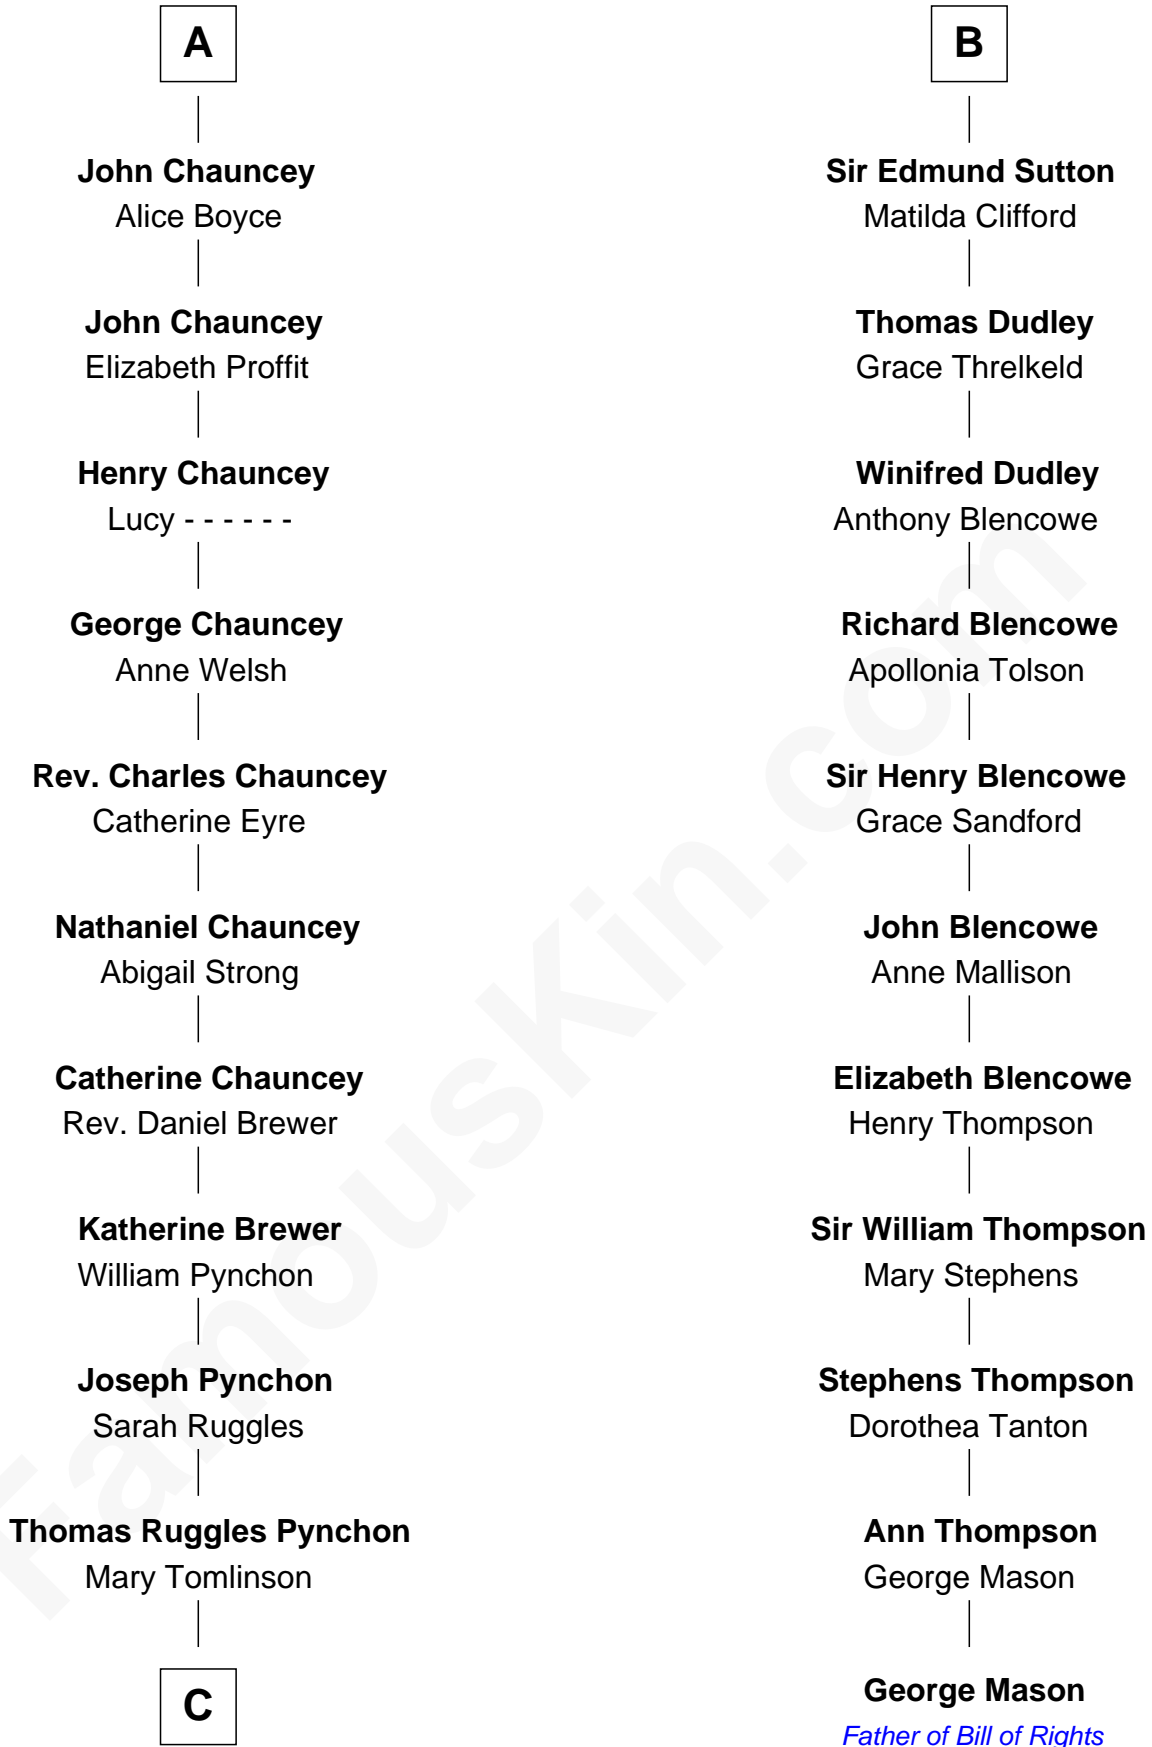 A
John Chauncey
Alice Boyce
John Chauncey
Elizabeth Proffit
Henry Chauncey
Lucy - - - - - -
George Chauncey
Anne Welsh
Rev. Charles Chauncey
Catherine Eyre
Nathaniel Chauncey
Abigail Strong
Catherine Chauncey
Rev. Daniel Brewer
Katherine Brewer
William Pynchon
Joseph Pynchon
Sarah Ruggles
Thomas Ruggles Pynchon
Mary Tomlinson
C
B
Sir Edmund Sutton
Matilda Clifford
Thomas Dudley
Grace Threlkeld
Winifred Dudley
Anthony Blencowe
Richard Blencowe
Apollonia Tolson
Sir Henry Blencowe
Grace Sandford
John Blencowe
Anne Mallison
Elizabeth Blencowe
Henry Thompson
Sir William Thompson
Mary Stephens
Stephens Thompson
Dorothea Tanton
Ann Thompson
George Mason
George Mason
Father of Bill of Rights
FamousKin.com